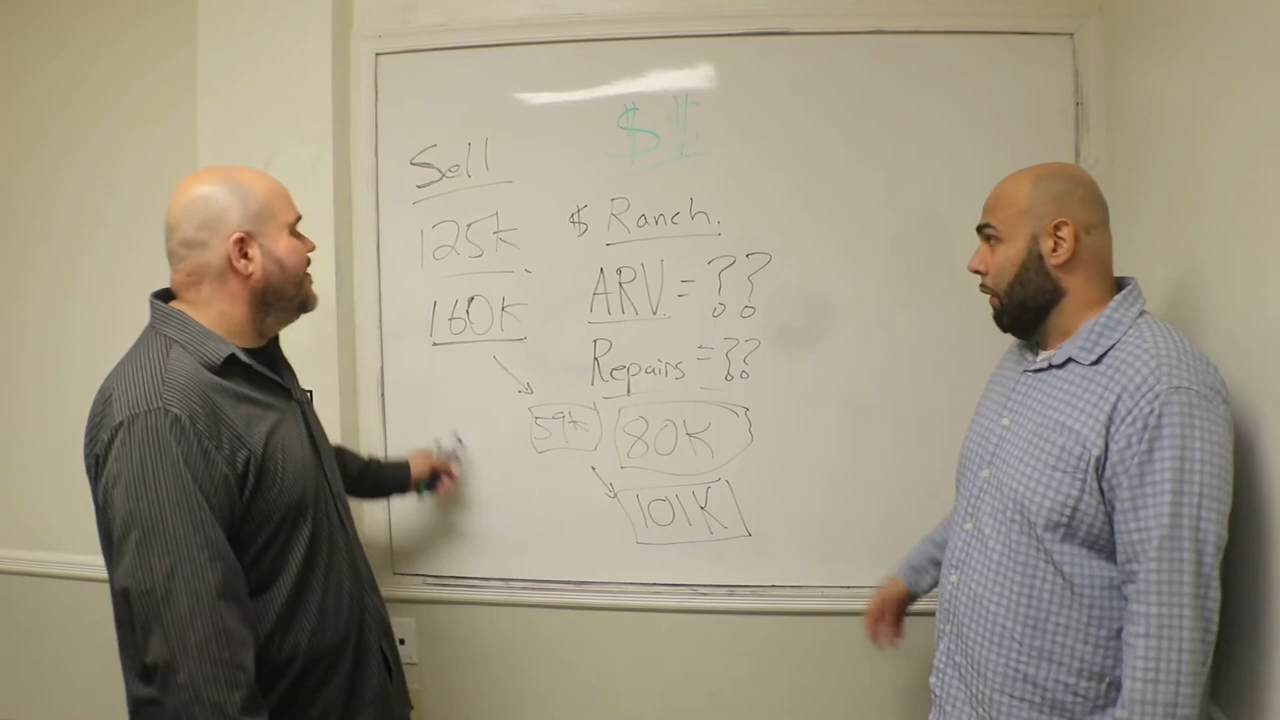 $$
Sell
125k
160k
$ Ranch.
ARV = ??
Repairs = ??
59k
80K
101K